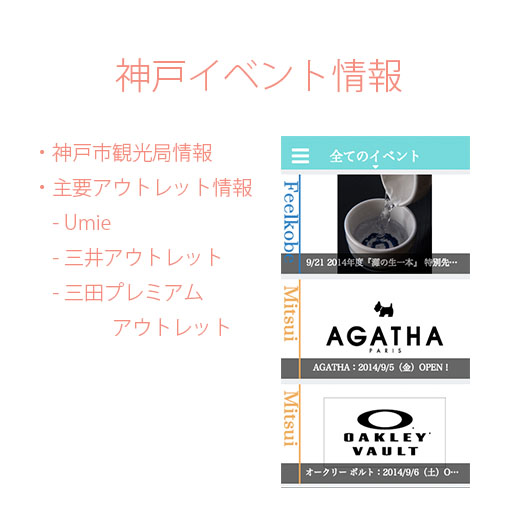 神戸イベント情報
・神戸市観光局情報
・主要アウトレット情報
- Umie
- 三井アウトレット
- 三田プレミアム
アウトレット
全てのイベント
Feelkobe
9/21 2014年度『灘の生一本』 特別先…
Mitsui
AGATHA
PARIS
AGATHA：2014/9/5（金）OPEN！
Mitsui
OAKLEY
VAULT
オークリー ボルト：2014/9/6（土）O…